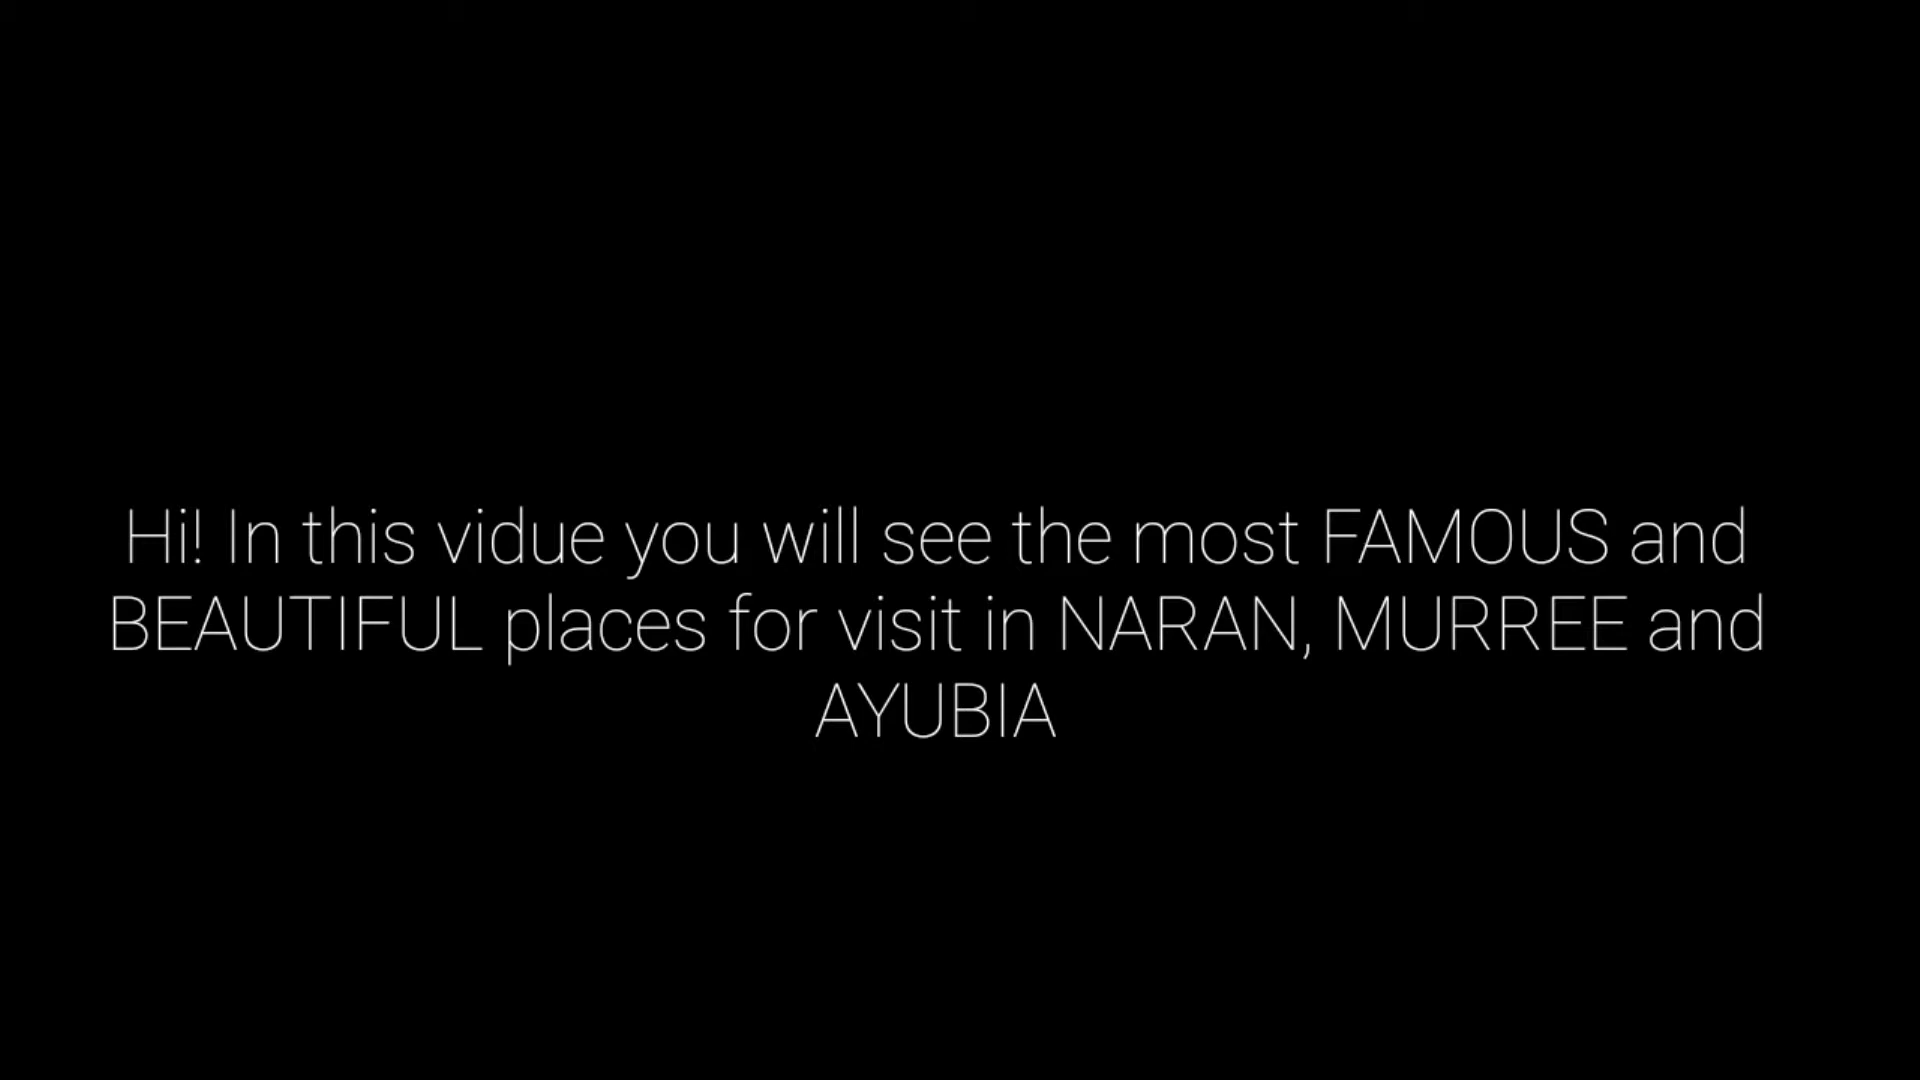 Hi! In this vidue you will see the most FAMOUS and
BEAUTIFUL places for visit in NARAN, MURREE and
AYUBIA